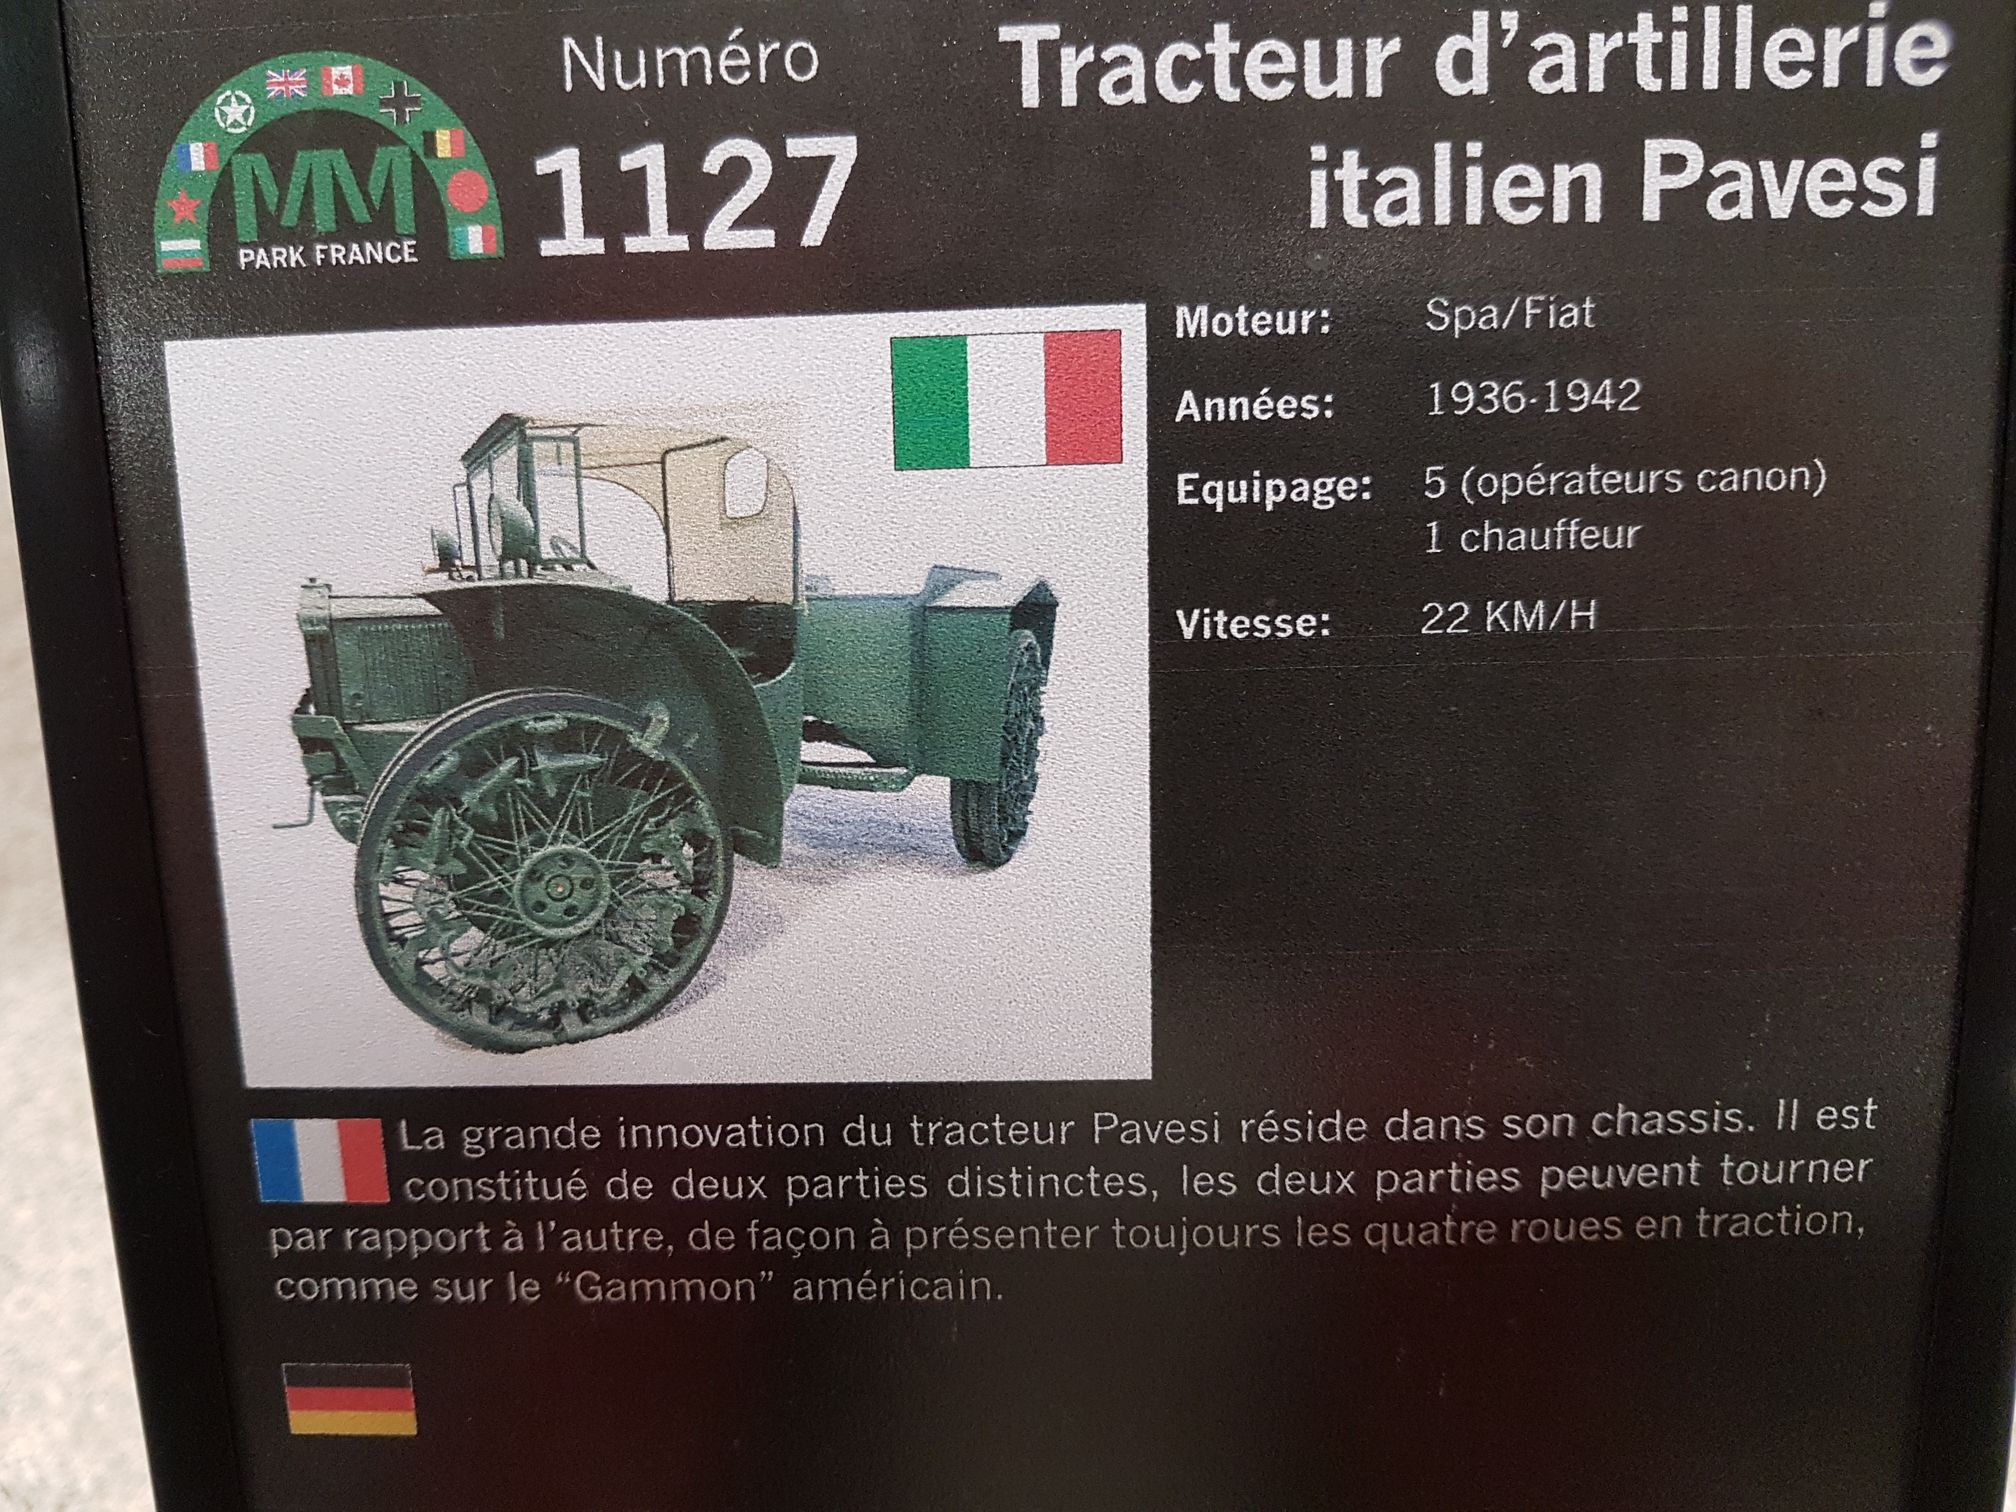 MM
PARK FRANCE
Numéro
1127
Tracteur d'artillerie
italien Pavesi
Moteur: Spa/Fiat
Années: 1936-1942
Equipage: 5 (opérateurs canon)
1 chauffeur
Vitesse: 22 KM/H
La grande innovation du tracteur Pavesi réside dans son chassis. Il est
constitué de deux parties distinctes, les deux parties peuvent tourner
par rapport à l'autre, de façon à présenter toujours les quatre roues en traction,
comme sur le "Gammon" américain.